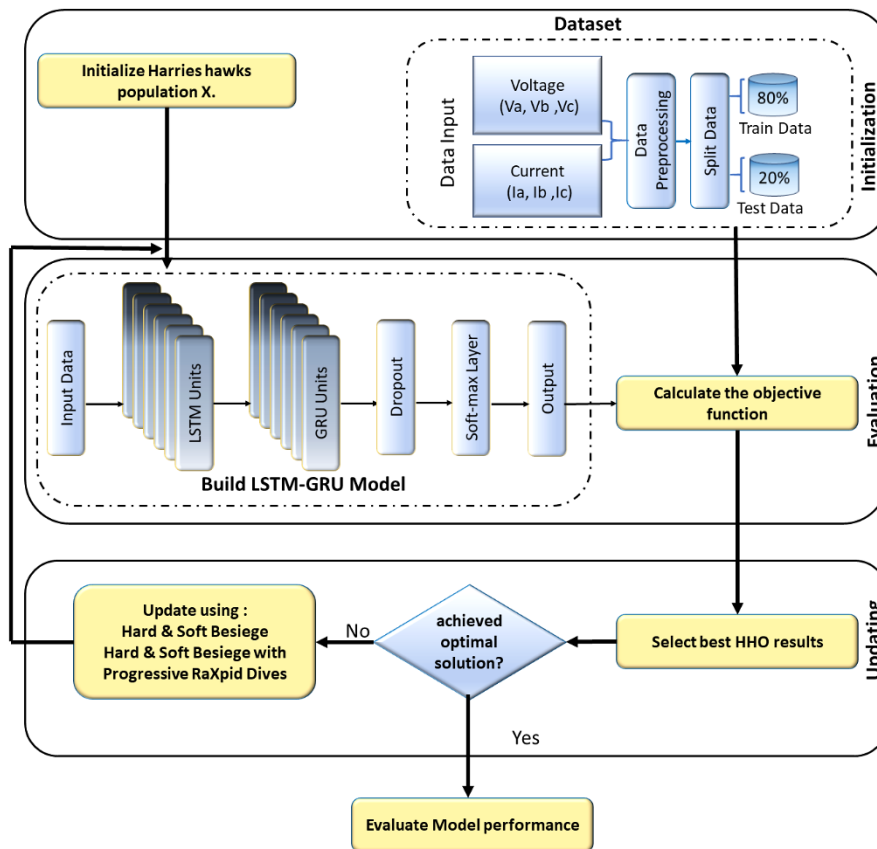 Dataset
Initialize Harries hawks
population X.
Data Input
Voltage
(Va, Vb ,Vc)
Current
(Ia, Ib ,Ic)
Data
Preprocessing
Split Data
80%
Train Data
20%
Test Data
Initialization
Input Data
LSTM Units
GRU Units
Dropout
Soft-max Layer
Output
Build LSTM-GRU Model
Calculate the objective
function
Evaluation
Update using :
Hard & Soft Besiege
Hard & Soft Besiege with
Progressive RaXpid Dives
No
achieved
optimal
solution?
Select best HHO results
Updating
Yes
Evaluate Model performance